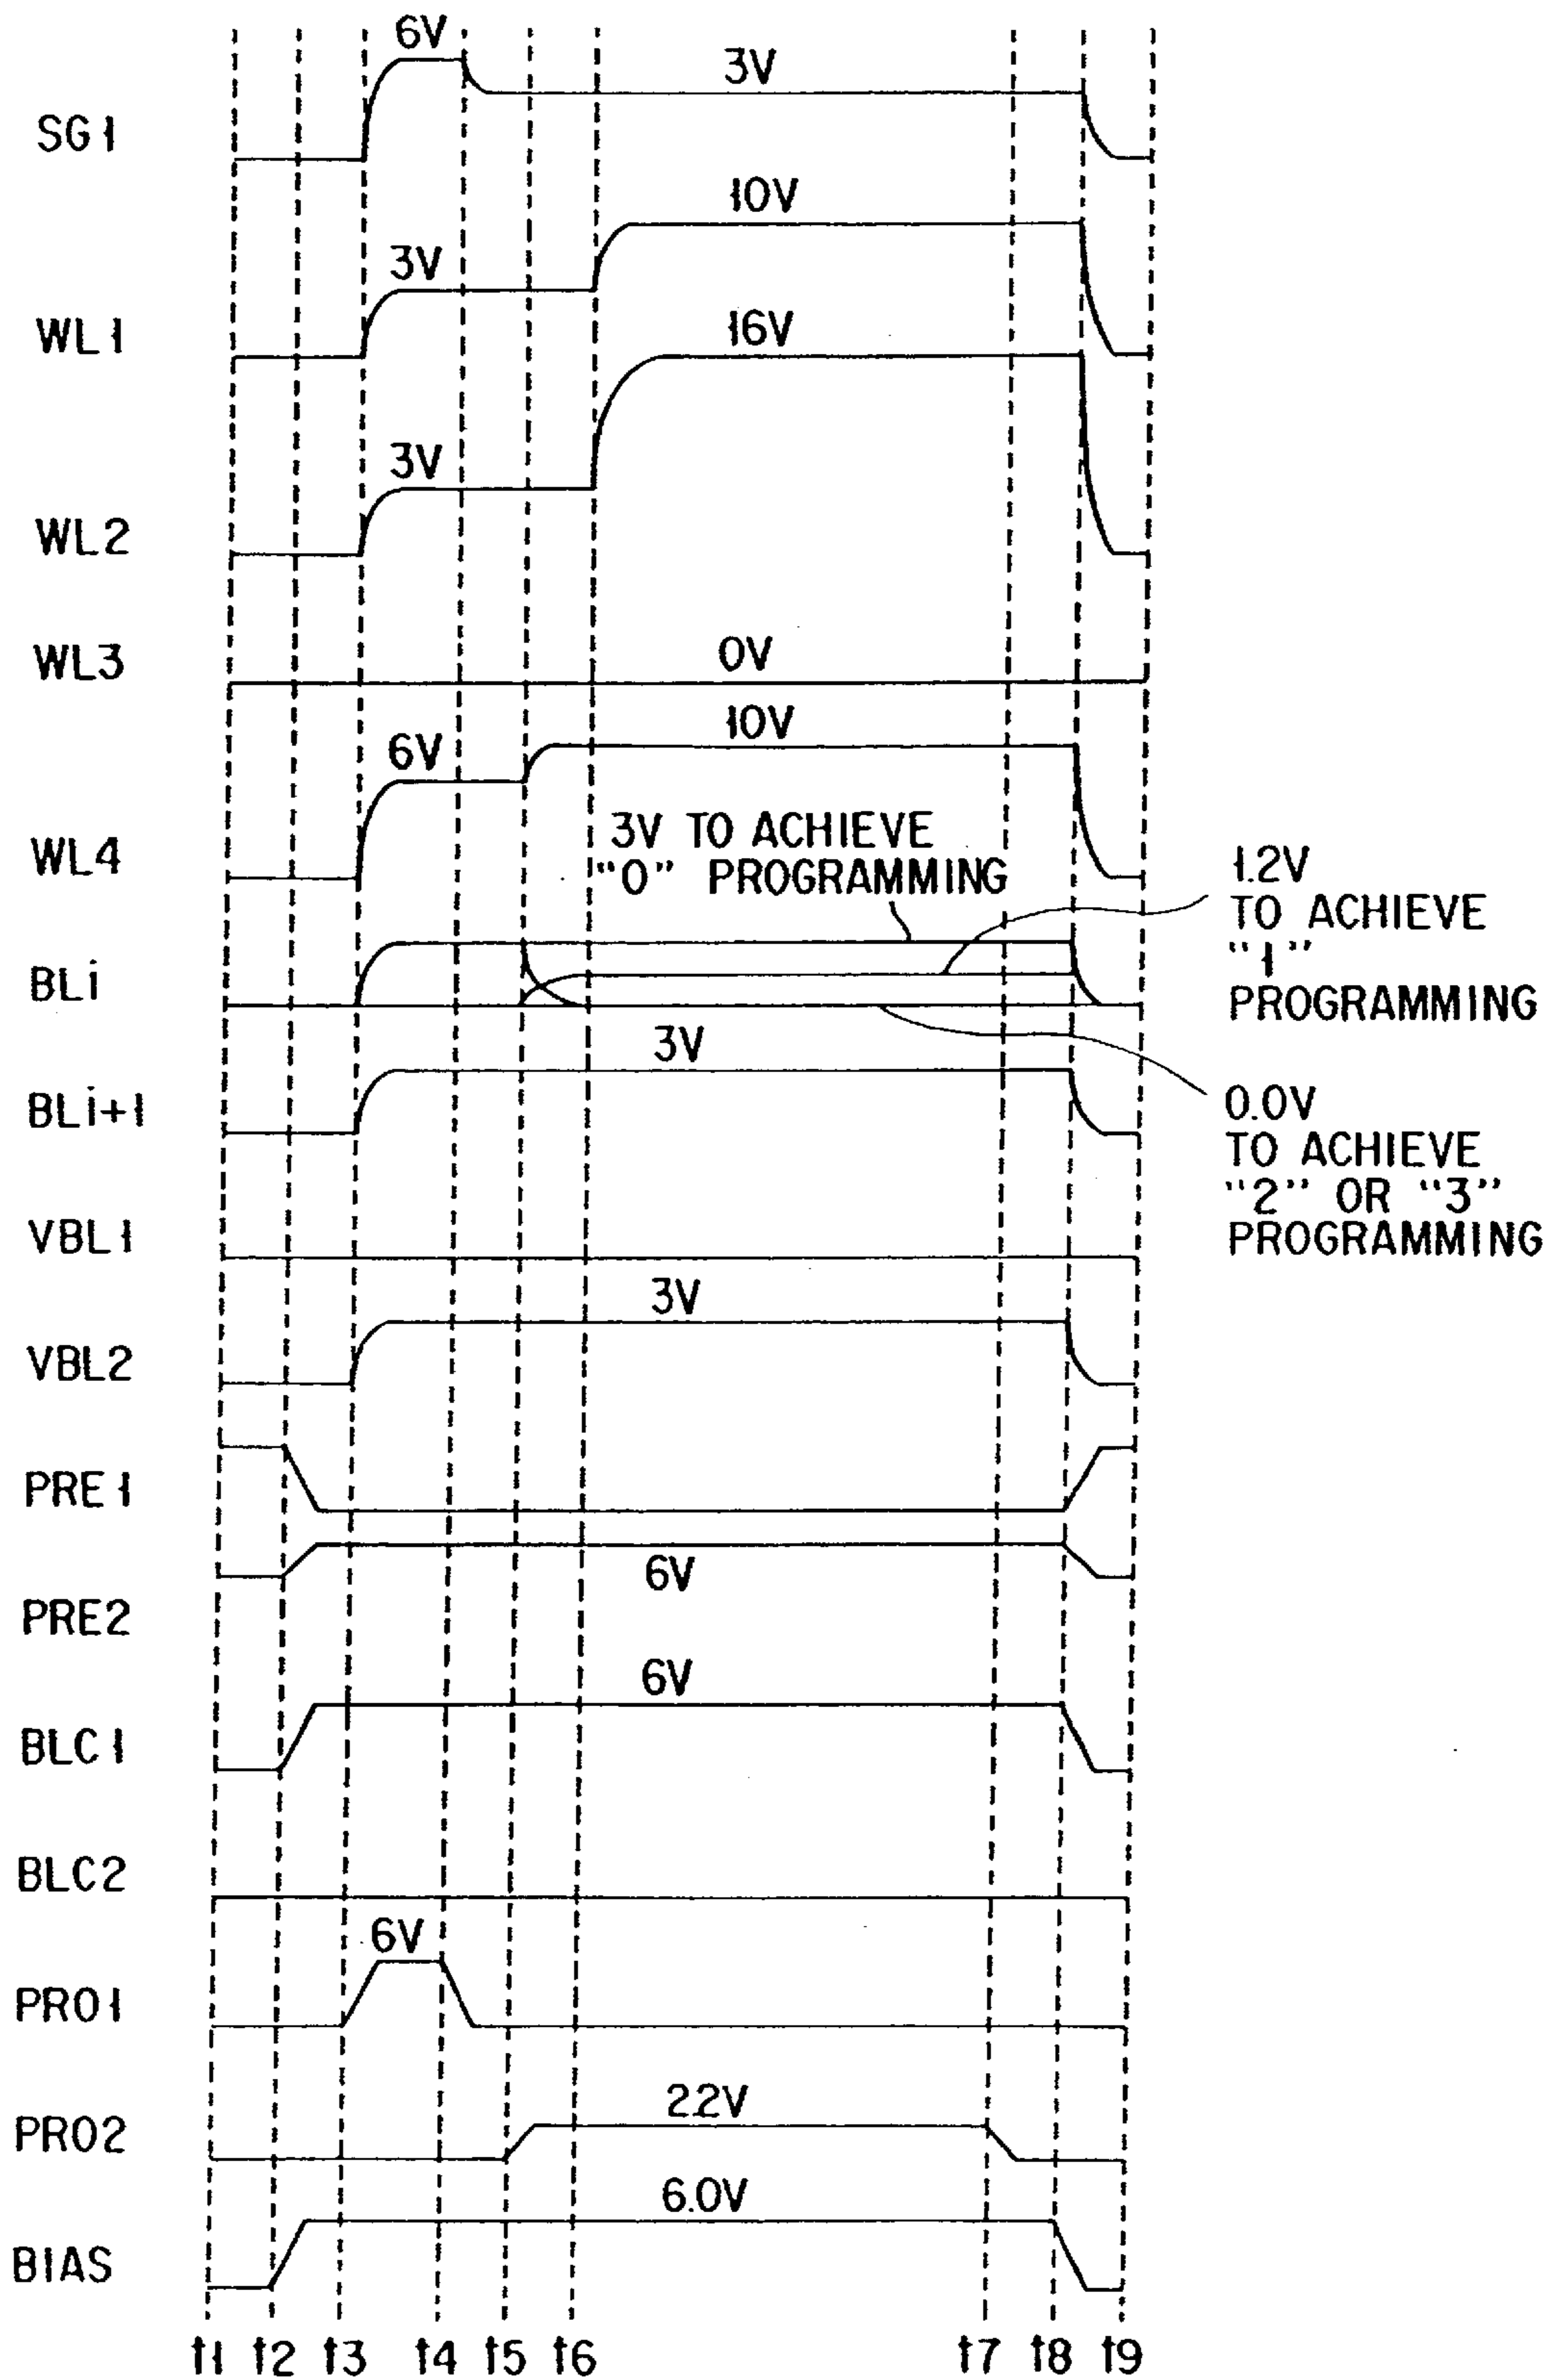 6V
3V
SG1
10V
3V
WL1
16V
3V
WL2
WL3
0V
10V
6V
WL4
3V TO ACHIEVE
"0" PROGRAMMING
1.2V
TO ACHIEVE
"1"
PROGRAMMING
BLi
3V
BLi+1
0.0V
TO ACHIEVE
"2" OR "3"
PROGRAMMING
VBL1
3V
VBL2
PRE1
6V
PRE2
6V
BLC1
BLC2
6V
PRO1
2.2V
PRO2
6.0V
BIAS
t1 t2 t3 t4 t5 t6 t7 t8 t9